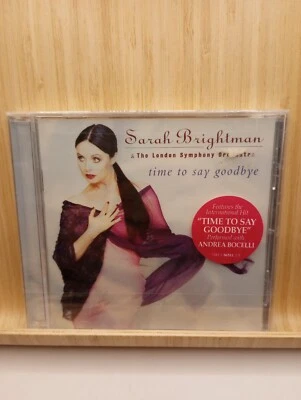 Sarah Brightman
& The London Symphony Orchestra
time to say goodbye
Features the
International Hit
"TIME TO SAY
GOODBYE"
Performed with
ANDREA BOCELLI